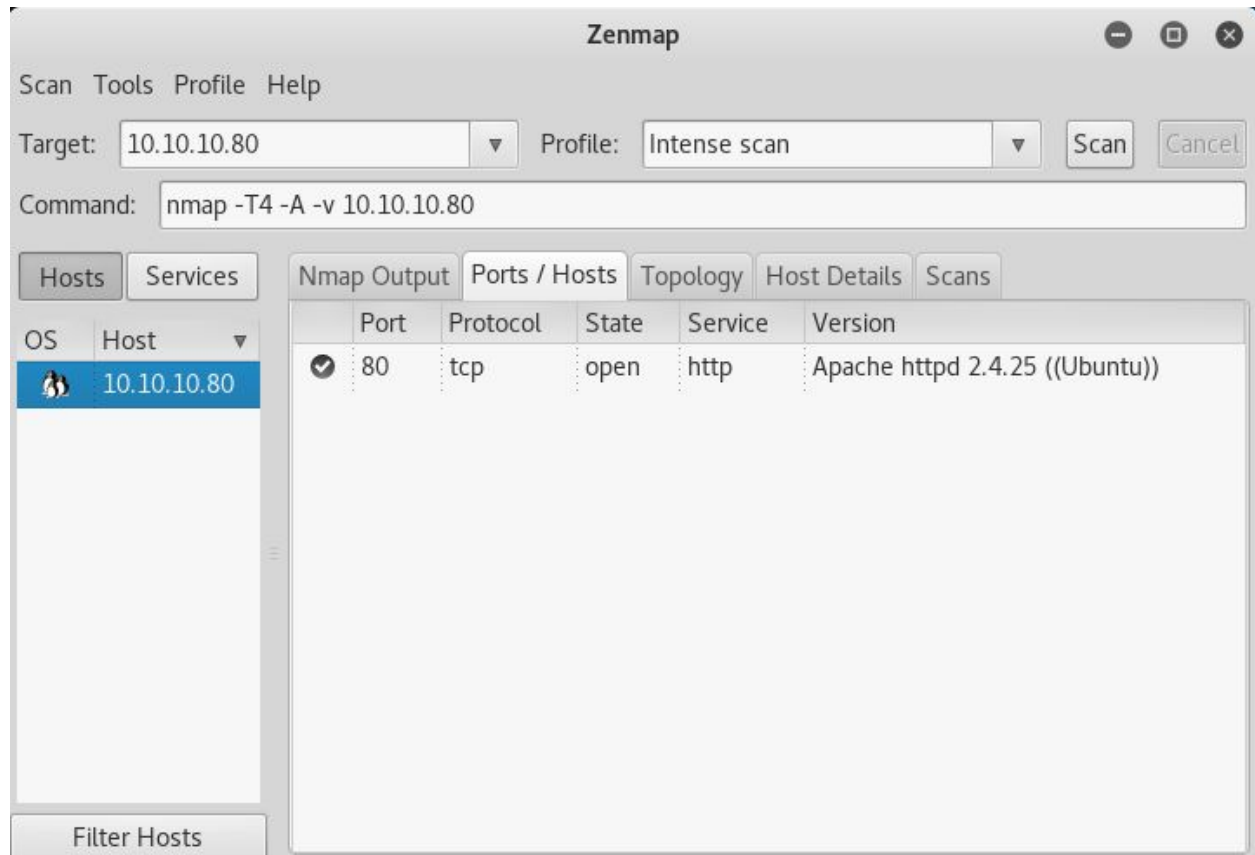 Zenmap
Scan Tools Profile Help
Target: 10.10.10.80 Profile: Intense scan Scan Cancel
Command: nmap -T4 -A -v 10.10.10.80
Hosts Services
Nmap Output Ports / Hosts Topology Host Details Scans
OS Host
Port Protocol State Service Version
10.10.10.80
80 tcp open http Apache httpd 2.4.25 ((Ubuntu))
Filter Hosts